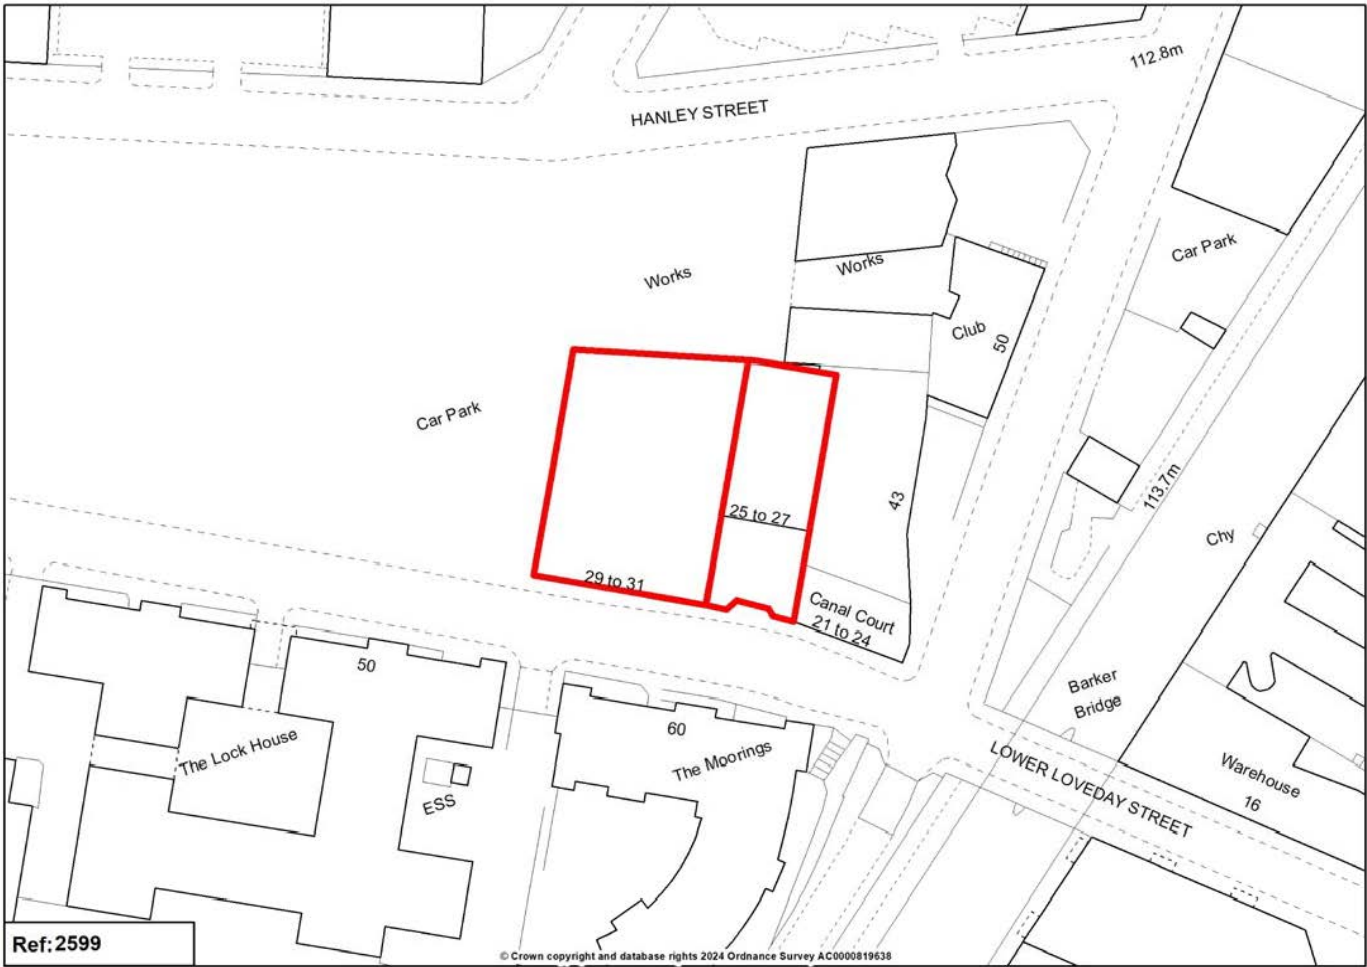 112.8m
HANLEY STREET
Car Park
Works
Works
Club
50
Car Park
43
113.7m
25 to 27
Chy
29 to 31
Canal Court
21 to 24
50
Barker
Bridge
60
The Lock House
The Moorings
LOWER LOVEDAY STREET
Warehouse
16
ESS
Ref:2599
© Crown copyright and database rights 2024 Ordnance Survey AC0000819638